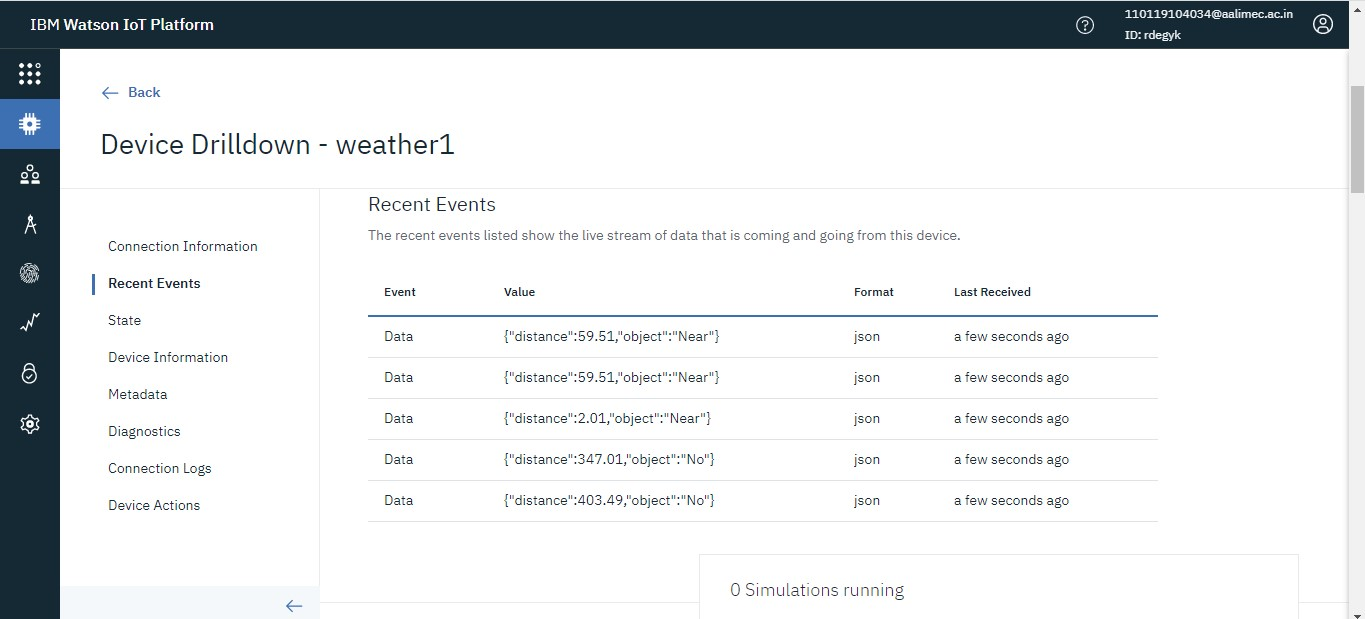 IBM Watson IoT Platform
110119104034@aalimec.ac.in
ID: rdegyk
Back
Device Drilldown - weather1
Connection Information
Recent Events
State
Device Information
Metadata
Diagnostics
Connection Logs
Device Actions
Recent Events
The recent events listed show the live stream of data that is coming and going from this device.
Event Value Format Last Received
Data {"distance":59.51,"object":"Near"} json a few seconds ago
Data {"distance":59.51,"object":"Near"} json a few seconds ago
Data {"distance":2.01,"object":"Near"} json a few seconds ago
Data {"distance":347.01,"object":"No"} json a few seconds ago
Data {"distance":403.49,"object":"No"} json a few seconds ago
0 Simulations running